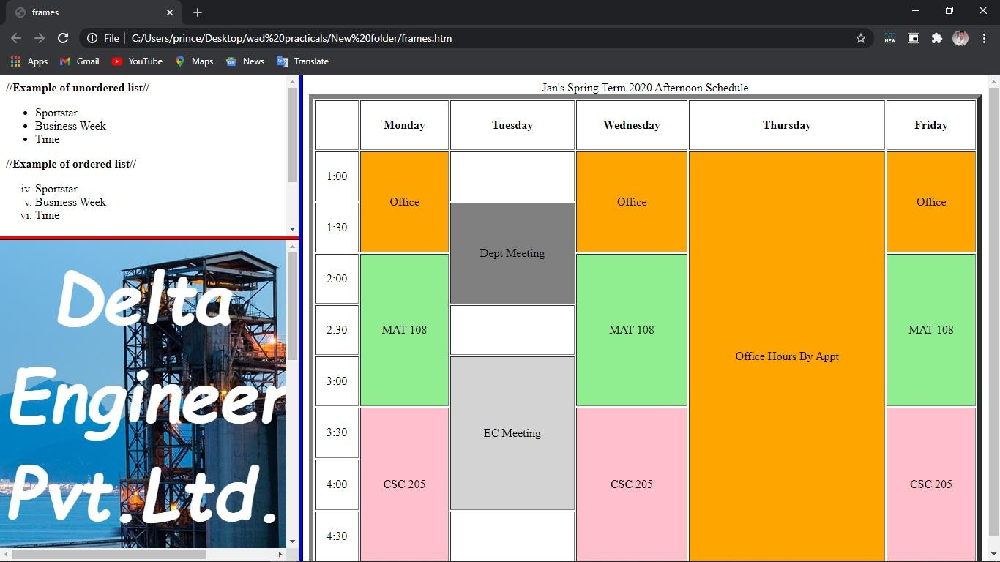 frames
File
C:/Users/prince/Desktop/wad%20practicals/New%20folder/frames.htm
NEW
Apps Gmail YouTube Maps News Translate
//Example of unordered list//
• Sportstar
• Business Week
• Time
//Example of ordered list//
iv. Sportstar
v. Business Week
vi. Time
Delta
Engineer
Pvt.Ltd.
Jan's Spring Term 2020 Afternoon Schedule
Monday Tuesday Wednesday Thursday Friday
1:00
Office Office Office
1:30
Dept Meeting
2:00
2:30 MAT 108 MAT 108 MAT 108
Office Hours By Appt
3:00
3:30 EC Meeting
4:00 CSC 205 CSC 205 CSC 205
4:30